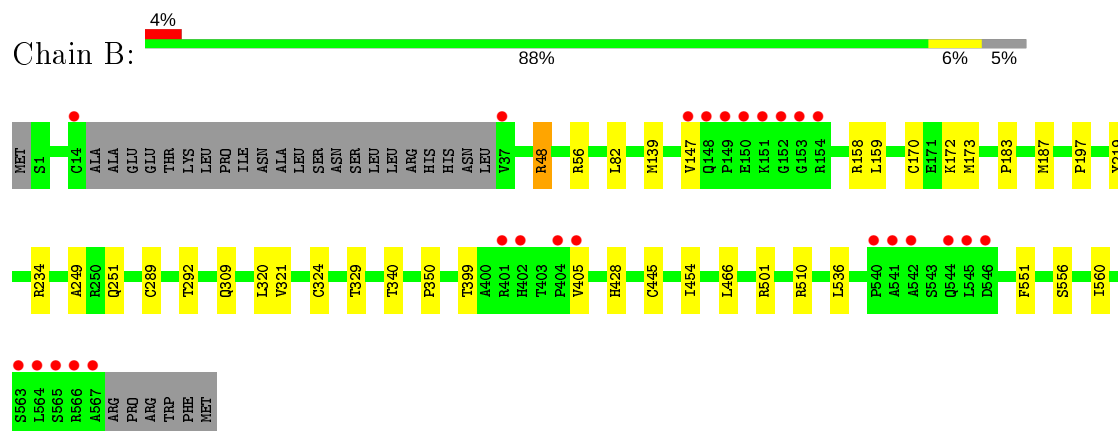 4%
Chain B:
88% 6% 5%
MET S1 C14 ALA ALA GLU GLU THR LYS LEU PRO ILE ASN ALA LEU SER ASN SER LEU LEU ARG HIS HIS ASN LEU V37 R48 R56 L82 M139 V147 Q148 P149 E150 K151 G152 G153 R154 R158 L159 C170 E171 K172 M173 P183 M187 P197
R234 A249 R250 Q251 C289 T292 Q309 L320 V321 C324 T329 T340 P350 T399 A400 R401 H402 T403 P404 V405 H428 C445 I454 L466 R501 R510 L536 P540 A541 A542 S543 Q544 L545 D546 F551 S556 I560
S563 L564 S565 R566 A567 ARG PRO ARG TRP PHE MET